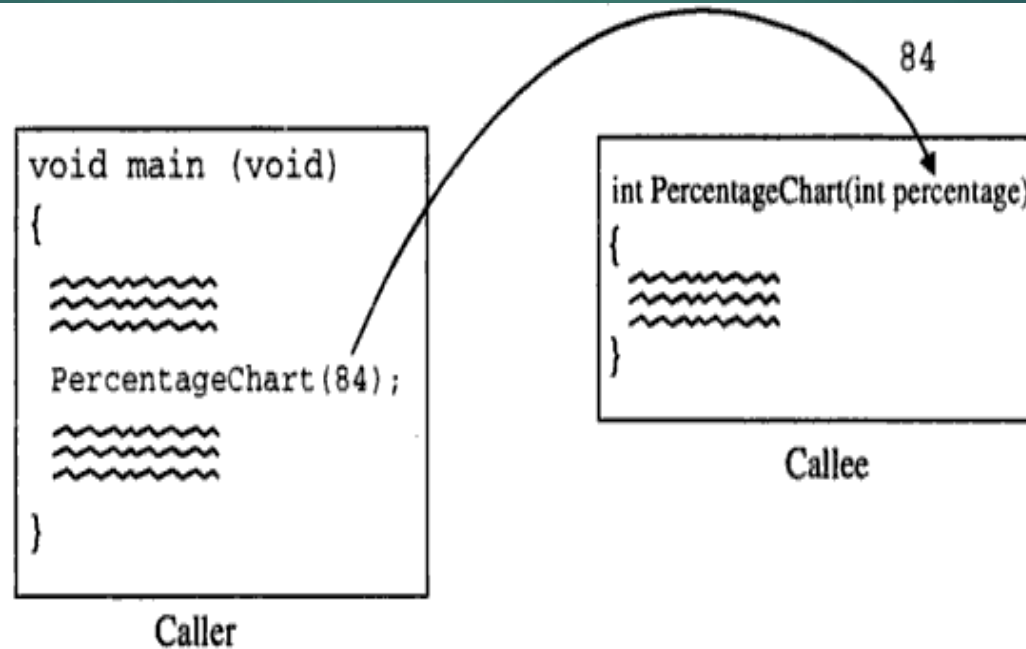 84
void main (void)
{
PercentageChart(84);
}
Caller
int PercentageChart(int percentage)
{
}
Callee